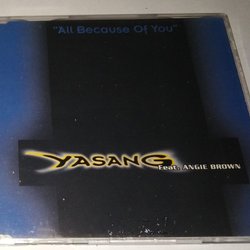 "All Because Of You"
YASANG
Feat: ANGIE BROWN